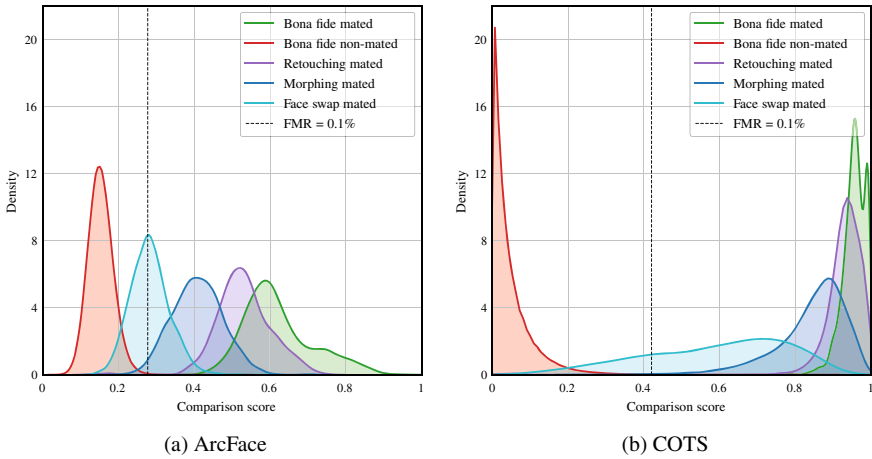 Bona fide mated
Bona fide non-mated
Retouching mated
Morphing mated
Face swap mated
FMR = 0.1%
Density
20
16
12
8
4
0
0 0.2 0.4 0.6 0.8 1
Comparison score
(a) ArcFace
Bona fide mated
Bona fide non-mated
Retouching mated
Morphing mated
Face swap mated
FMR = 0.1%
Density
20
16
12
8
4
0
0 0.2 0.4 0.6 0.8 1
Comparison score
(b) COTS